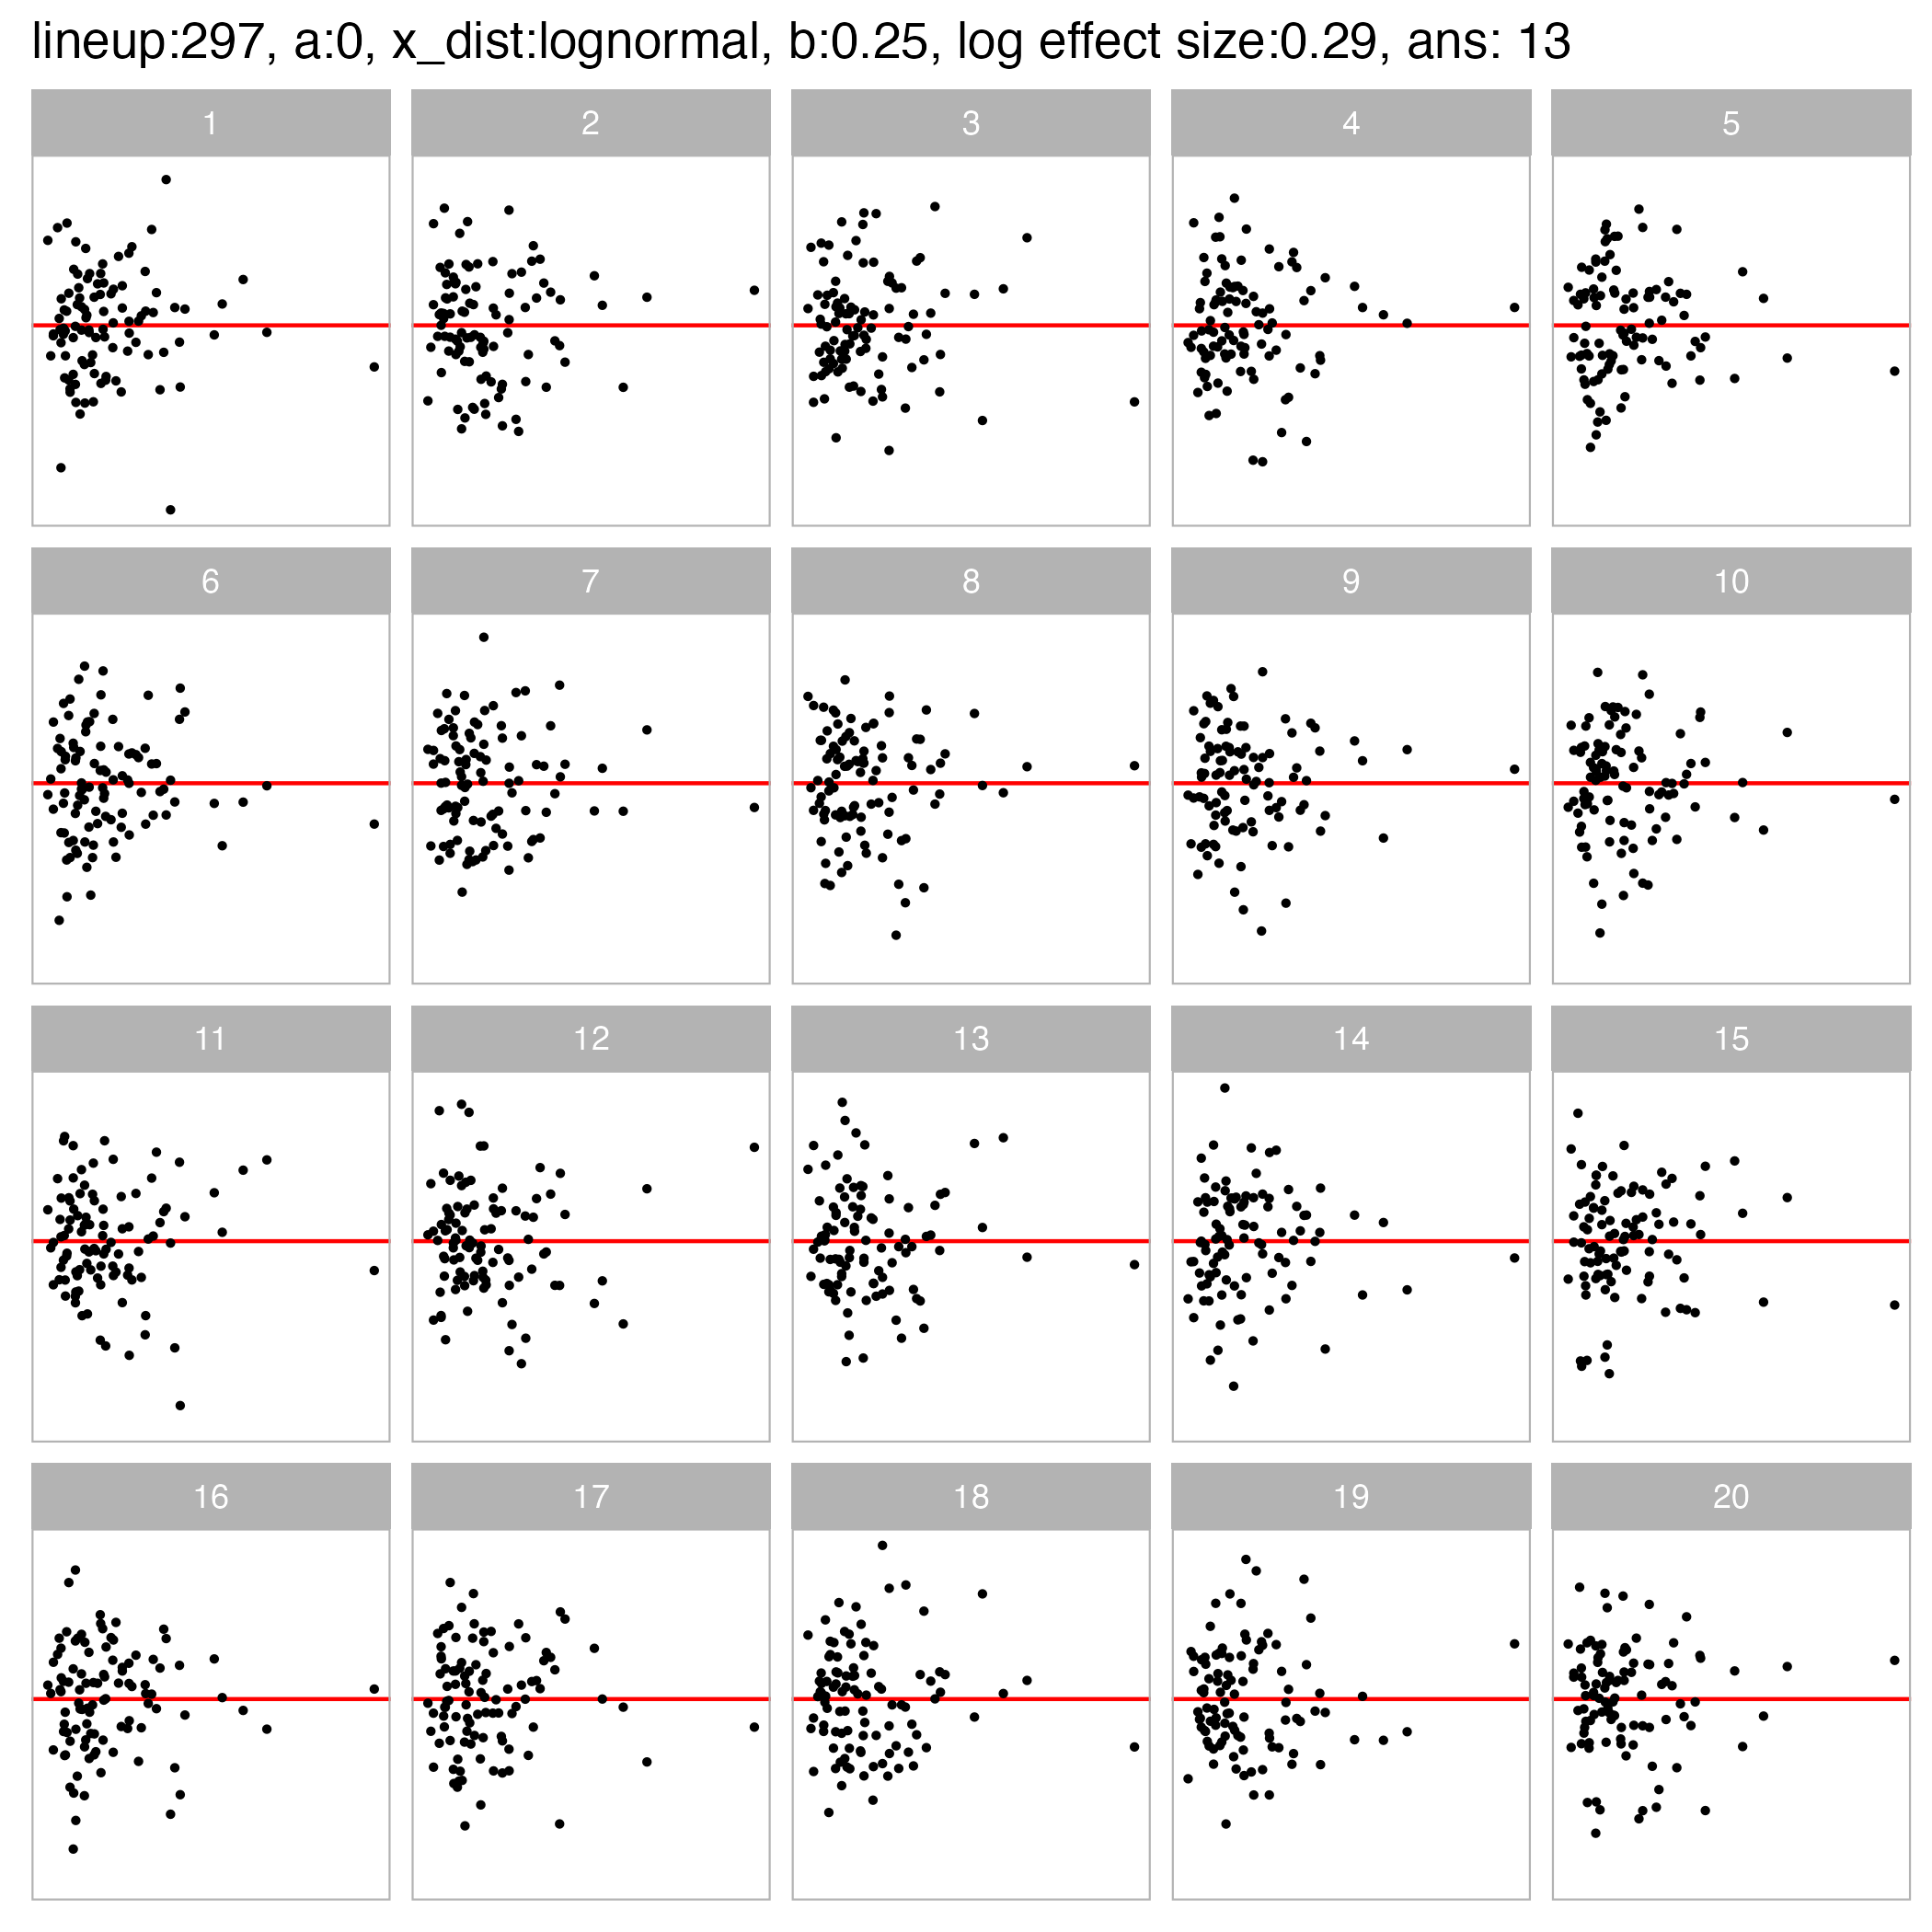 lineup:297, a:0, x_dist:lognormal, b:0.25, log effect size:0.29, ans: 13
1 2 3 4 5
6 7 8 9 10
11 12 13 14 15
16 17 18 19 20